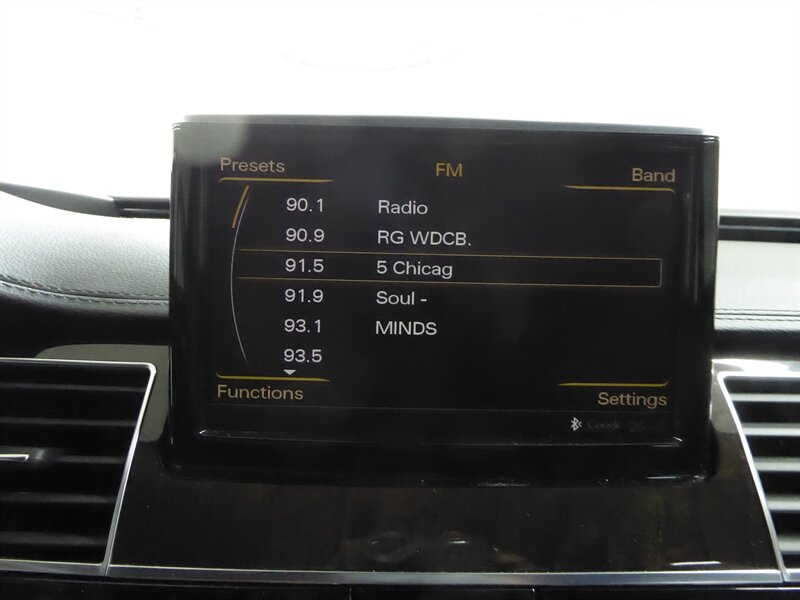 Presets FM Band
90.1 Radio
90.9 RG WDCB.
91.5 5 Chicag
91.9 Soul -
93.1 MINDS
93.5
Functions Settings
Google